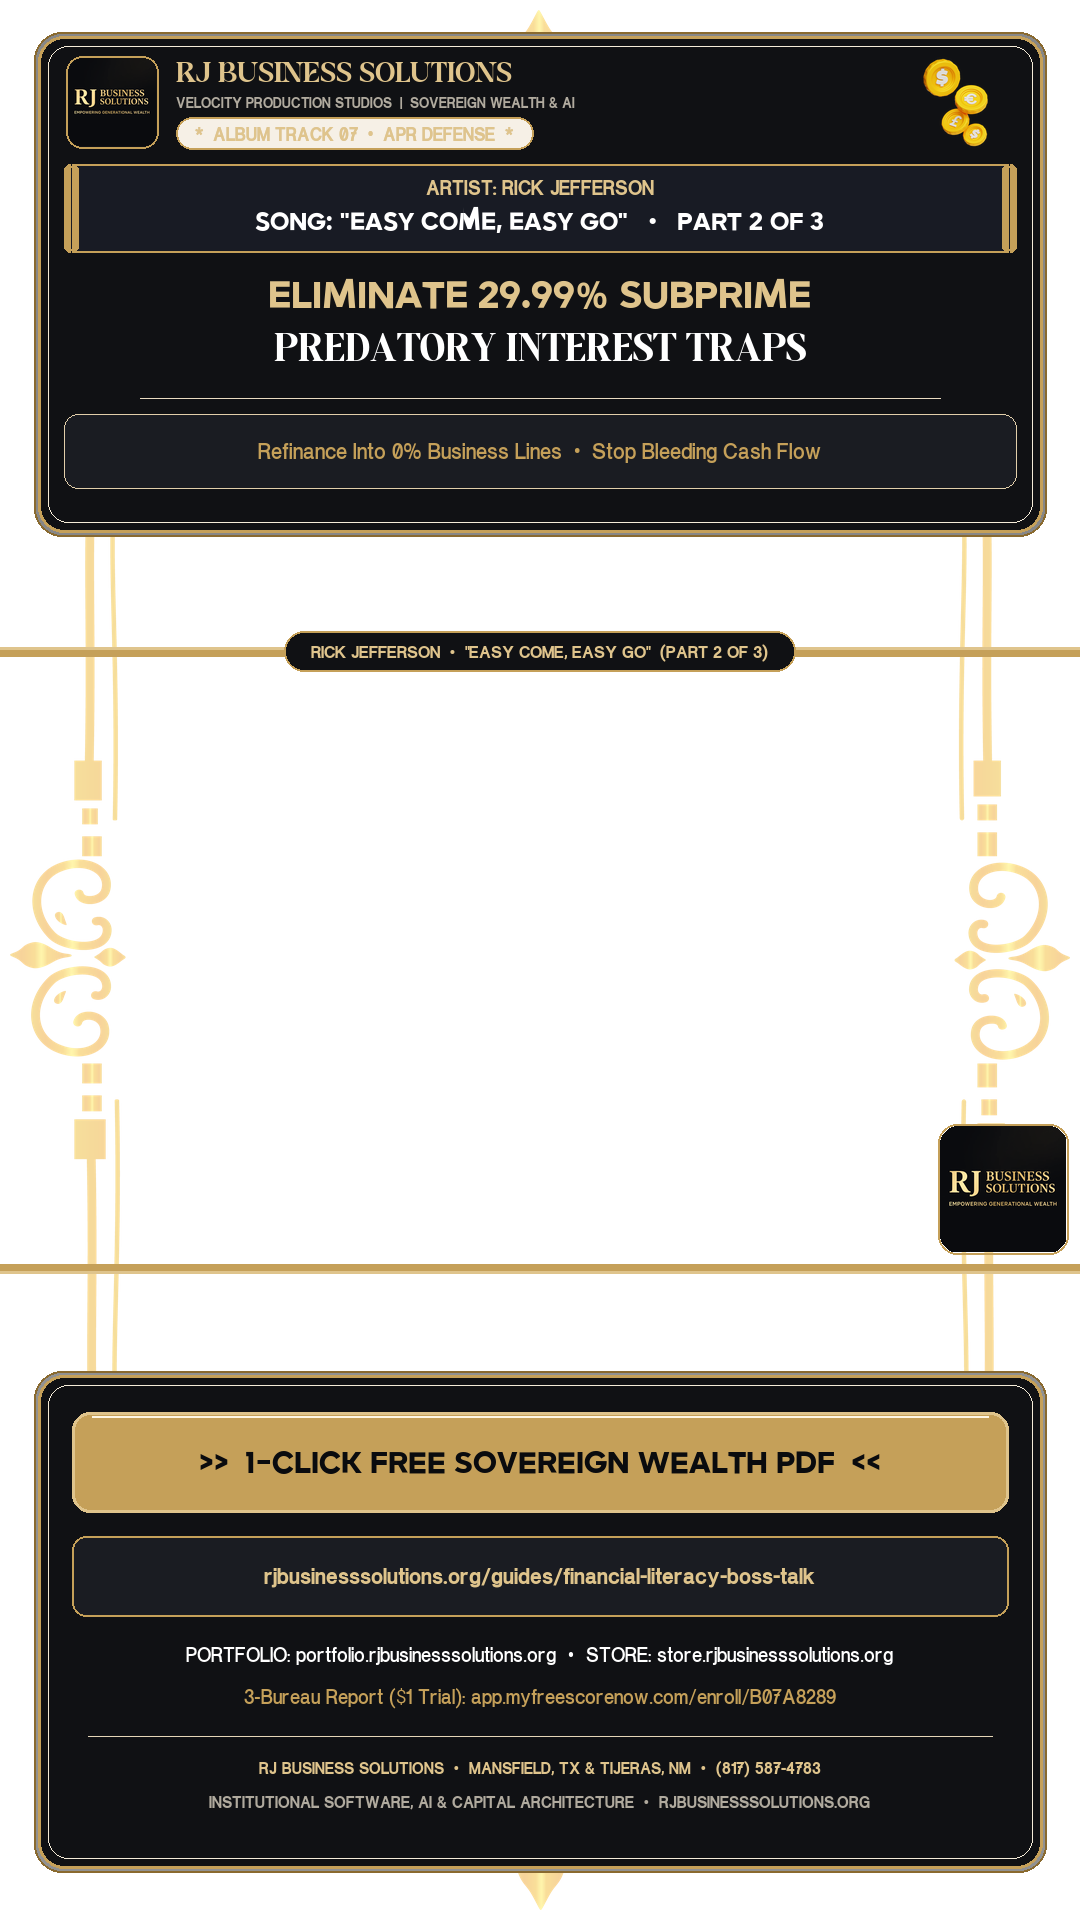 RJ BUSINESS SOLUTIONS
EMPOWERING GENERATIONAL WEALTH
RJ BUSINESS SOLUTIONS
VELOCITY PRODUCTION STUDIOS | SOVEREIGN WEALTH & AI
* ALBUM TRACK 07 • APR DEFENSE *
ARTIST: RICK JEFFERSON
SONG: "EASY COME, EASY GO" • PART 2 OF 3
ELIMINATE 29.99% SUBPRIME
PREDATORY INTEREST TRAPS
Refinance Into 0% Business Lines • Stop Bleeding Cash Flow
RICK JEFFERSON • "EASY COME, EASY GO" (PART 2 OF 3)
RJ BUSINESS SOLUTIONS
EMPOWERING GENERATIONAL WEALTH
>> 1-CLICK FREE SOVEREIGN WEALTH PDF <<
rjbusinesssolutions.org/guides/financial-literacy-boss-talk
PORTFOLIO: portfolio.rjbusinesssolutions.org • STORE: store.rjbusinesssolutions.org
3-Bureau Report ($1 Trial): app.myfreescorenow.com/enroll/B07A8289
RJ BUSINESS SOLUTIONS • MANSFIELD, TX & TIJERAS, NM • (817) 587-4783
INSTITUTIONAL SOFTWARE, AI & CAPITAL ARCHITECTURE • RJBUSINESSSOLUTIONS.ORG